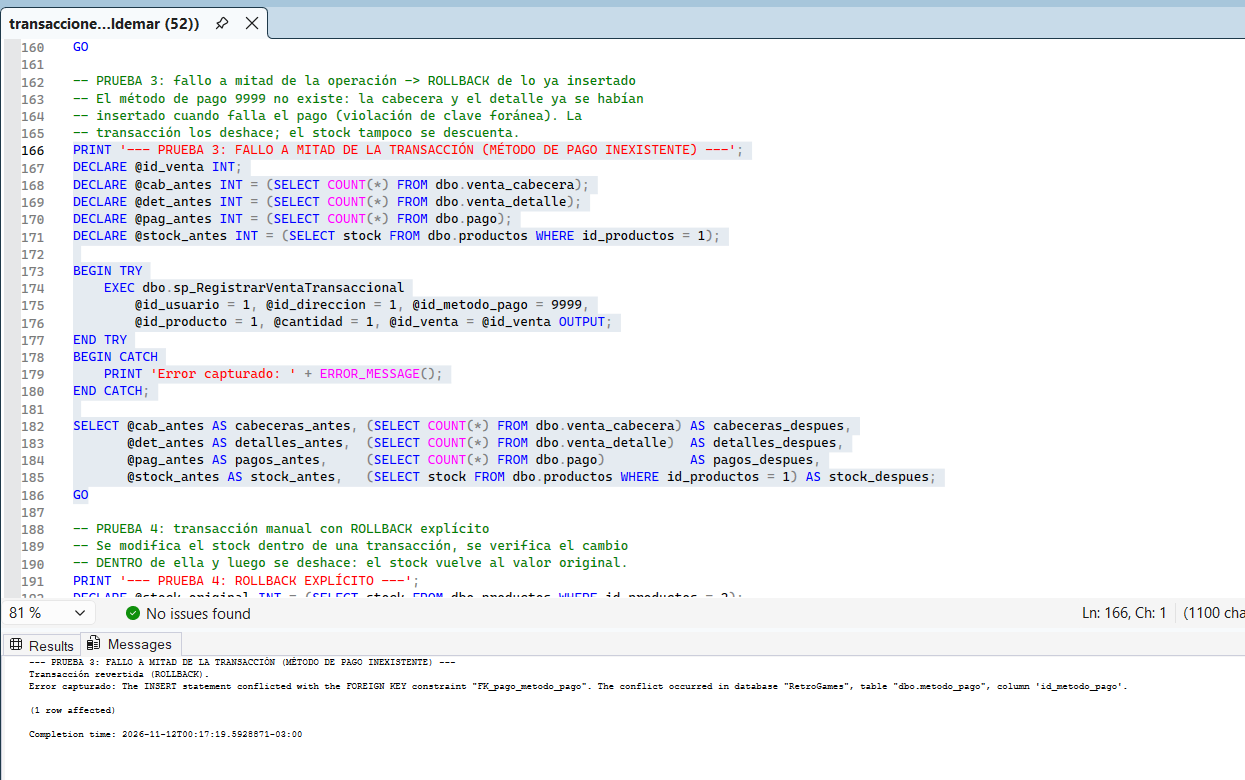 transaccione...ldemar (52))
160 GO
161
162 -- PRUEBA 3: fallo a mitad de la operación -> ROLLBACK de lo ya insertado
163 -- El método de pago 9999 no existe: la cabecera y el detalle ya se habían
164 -- insertado cuando falla el pago (violación de clave foránea). La
165 -- transacción los deshace; el stock tampoco se descuenta.
166 PRINT '--- PRUEBA 3: FALLO A MITAD DE LA TRANSACCIÓN (MÉTODO DE PAGO INEXISTENTE) ---';
167 DECLARE @id_venta INT;
168 DECLARE @cab_antes INT = (SELECT COUNT(*) FROM dbo.venta_cabecera);
169 DECLARE @det_antes INT = (SELECT COUNT(*) FROM dbo.venta_detalle);
170 DECLARE @pag_antes INT = (SELECT COUNT(*) FROM dbo.pago);
171 DECLARE @stock_antes INT = (SELECT stock FROM dbo.productos WHERE id_productos = 1);
172
173 BEGIN TRY
174 EXEC dbo.sp_RegistrarVentaTransaccional
175 @id_usuario = 1, @id_direccion = 1, @id_metodo_pago = 9999,
176 @id_producto = 1, @cantidad = 1, @id_venta = @id_venta OUTPUT;
177 END TRY
178 BEGIN CATCH
179 PRINT 'Error capturado: ' + ERROR_MESSAGE();
180 END CATCH;
181
182 SELECT @cab_antes AS cabeceras_antes, (SELECT COUNT(*) FROM dbo.venta_cabecera) AS cabeceras_despues,
183 @det_antes AS detalles_antes, (SELECT COUNT(*) FROM dbo.venta_detalle) AS detalles_despues,
184 @pag_antes AS pagos_antes, (SELECT COUNT(*) FROM dbo.pago) AS pagos_despues,
185 @stock_antes AS stock_antes, (SELECT stock FROM dbo.productos WHERE id_productos = 1) AS stock_despues;
186 GO
187
188 -- PRUEBA 4: transacción manual con ROLLBACK explícito
189 -- Se modifica el stock dentro de una transacción, se verifica el cambio
190 -- DENTRO de ella y luego se deshace: el stock vuelve al valor original.
191 PRINT '--- PRUEBA 4: ROLLBACK EXPLÍCITO ---';
192 DECLARE @stock_original INT = (SELECT stock FROM dbo.productos WHERE id_productos = 2);
81 % No issues found Ln: 166, Ch: 1 (1100 cha
Results Messages
--- PRUEBA 3: FALLO A MITAD DE LA TRANSACCIÓN (MÉTODO DE PAGO INEXISTENTE) ---
Transacción revertida (ROLLBACK).
Error capturado: The INSERT statement conflicted with the FOREIGN KEY constraint "FK_pago_metodo_pago". The conflict occurred in database "RetroGames", table "dbo.metodo_pago", column 'id_metodo_pago'.
(1 row affected)
Completion time: 2026-11-12T00:17:19.5928871-03:00